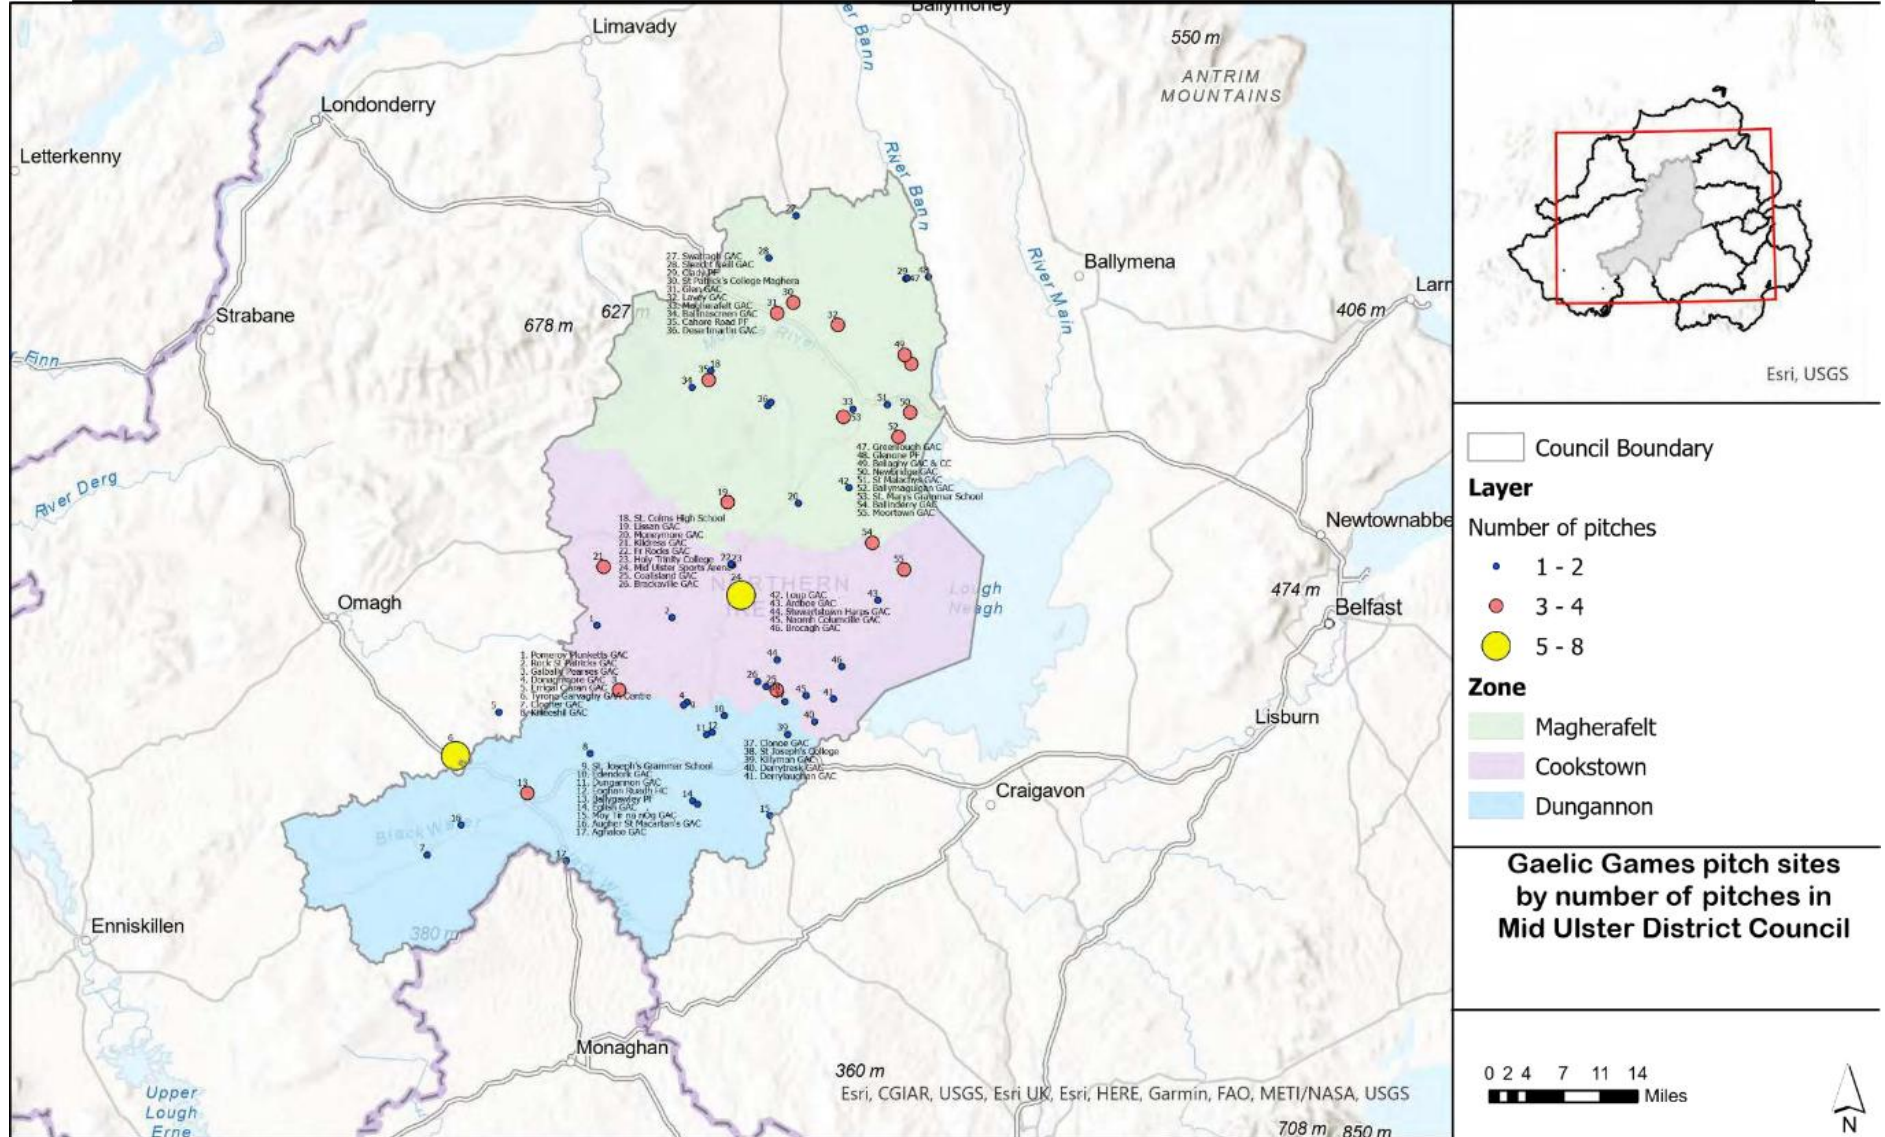 Ballymoney
Limavady
River Bann
550 m
ANTRIM
MOUNTAINS
Londonderry
Letterkenny
River Bann
River Main
Ballymena
Larn
406 m
Strabane
678 m
627 m
Finn
27. Swatragh GAC
28. Sleacht Neill GAC
29. Clady PF
30. St Patrick's College Maghera
31. Glen GAC
32. Lavey GAC
33. Magherafelt GAC
34. Ballinascreen GAC
35. Cahore Road PF
36. Desertmartin GAC
47. Greenlough GAC
48. Glenone PF
49. Bellaghy GAC & CC
50. Newbridge GAC
51. St Malachys GAC
52. Ballymaguigan GAC
53. St. Marys Grammar School
54. Ballinderry GAC
55. Moortown GAC
River Derg
18. St. Colms High School
19. Lissan GAC
20. Moneymore GAC
21. Kildress GAC
22. Fr Rocks GAC
23. Holy Trinity College
24. Mid Ulster Sports Arena
25. Coalisland GAC
26. Brackaville GAC
NORTHERN
Newtownabbe
Lough
Neagh
474 m
Belfast
Omagh
42. Loup GAC
43. Ardboe GAC
44. Stewartstown Harps GAC
45. Naomh Columcille GAC
46. Brocagh GAC
1. Pomeroy Plunketts GAC
2. Rock St Patricks GAC
3. Galbally Pearses GAC
4. Donaghmore GAC
5. Errigal Ciaran GAC
6. Tyrone Garvaghy GAA Centre
7. Clogher GAC
8. Killeeshil GAC
Lisburn
37. Clonoe GAC
38. St Joseph's College
39. Killyman GAC
40. Derrytresk GAC
41. Derrylaughan GAC
9. St. Joseph's Grammar School
10. Edendork GAC
11. Dungannon GAC
12. Eoghan Ruadh HC
13. Ballygawley PF
14. Eglish GAC
15. Moy Tir na nOg GAC
16. Augher St Macartan's GAC
17. Aghaloo GAC
Craigavon
Blackwater
Enniskillen
380 m
Monaghan
360 m
Upper
Lough
Erne
Esri, CGIAR, USGS, Esri UK, Esri, HERE, Garmin, FAO, METI/NASA, USGS
708 m
850 m
Esri, USGS
Council Boundary
Layer
Number of pitches
1 - 2
3 - 4
5 - 8
Zone
Magherafelt
Cookstown
Dungannon
Gaelic Games pitch sites
by number of pitches in
Mid Ulster District Council
0 2 4 7 11 14
Miles
N